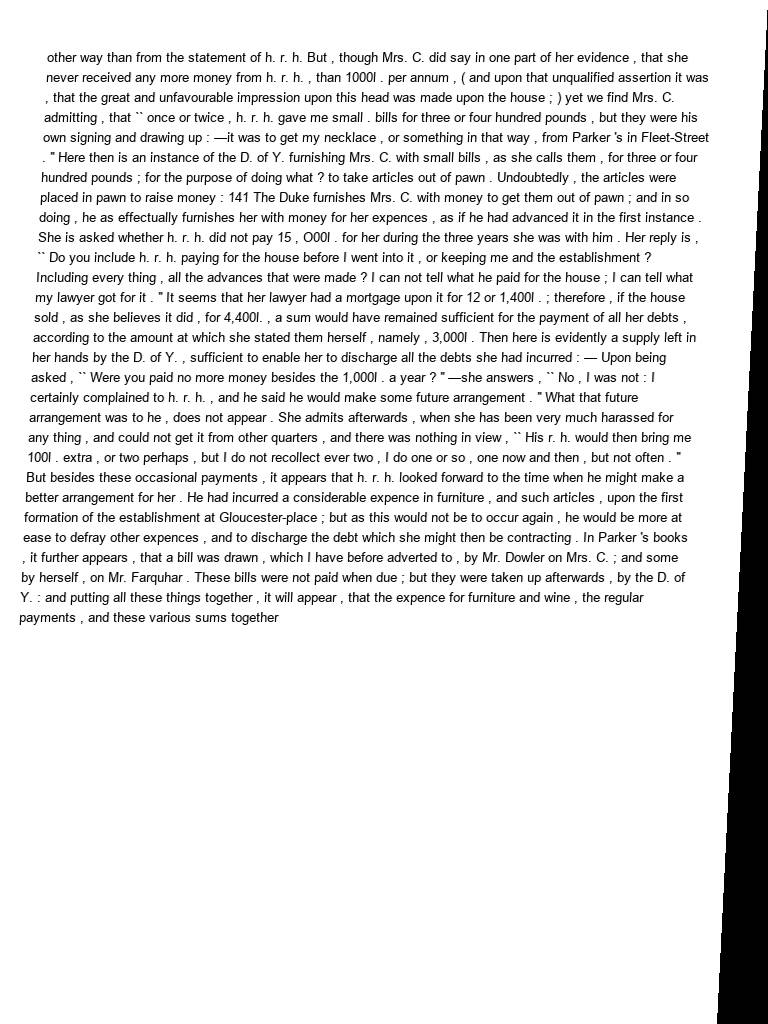 other way than from the statement of h. r. h. But , though Mrs. C. did say in one part of her evidence , that she
never received any more money from h. r. h. , than 1000l . per annum , ( and upon that unqualified assertion it was
, that the great and unfavourable impression upon this head was made upon the house ; ) yet we find Mrs. C.
admitting , that `` once or twice , h. r. h. gave me small . bills for three or four hundred pounds , but they were his
own signing and drawing up : —it was to get my necklace , or something in that way , from Parker 's in Fleet-Street
. " Here then is an instance of the D. of Y. furnishing Mrs. C. with small bills , as she calls them , for three or four
hundred pounds ; for the purpose of doing what ? to take articles out of pawn . Undoubtedly , the articles were
placed in pawn to raise money : 141 The Duke furnishes Mrs. C. with money to get them out of pawn ; and in so
doing , he as effectually furnishes her with money for her expences , as if he had advanced it in the first instance .
She is asked whether h. r. h. did not pay 15 , O00l . for her during the three years she was with him . Her reply is ,
`` Do you include h. r. h. paying for the house before I went into it , or keeping me and the establishment ?
Including every thing , all the advances that were made ? I can not tell what he paid for the house ; I can tell what
my lawyer got for it . " It seems that her lawyer had a mortgage upon it for 12 or 1,400l . ; therefore , if the house
sold , as she believes it did , for 4,400l. , a sum would have remained sufficient for the payment of all her debts ,
according to the amount at which she stated them herself , namely , 3,000l . Then here is evidently a supply left in
her hands by the D. of Y. , sufficient to enable her to discharge all the debts she had incurred : — Upon being
asked , `` Were you paid no more money besides the 1,000l . a year ? " —she answers , `` No , I was not : I
certainly complained to h. r. h. , and he said he would make some future arrangement . " What that future
arrangement was to he , does not appear . She admits afterwards , when she has been very much harassed for
any thing , and could not get it from other quarters , and there was nothing in view , `` His r. h. would then bring me
100l . extra , or two perhaps , but I do not recollect ever two , I do one or so , one now and then , but not often . "
But besides these occasional payments , it appears that h. r. h. looked forward to the time when he might make a
better arrangement for her . He had incurred a considerable expence in furniture , and such articles , upon the first
formation of the establishment at Gloucester-place ; but as this would not be to occur again , he would be more at
ease to defray other expences , and to discharge the debt which she might then be contracting . In Parker 's books
, it further appears , that a bill was drawn , which I have before adverted to , by Mr. Dowler on Mrs. C. ; and some
by herself , on Mr. Farquhar . These bills were not paid when due ; but they were taken up afterwards , by the D. of
Y. : and putting all these things together , it will appear , that the expence for furniture and wine , the regular
payments , and these various sums together